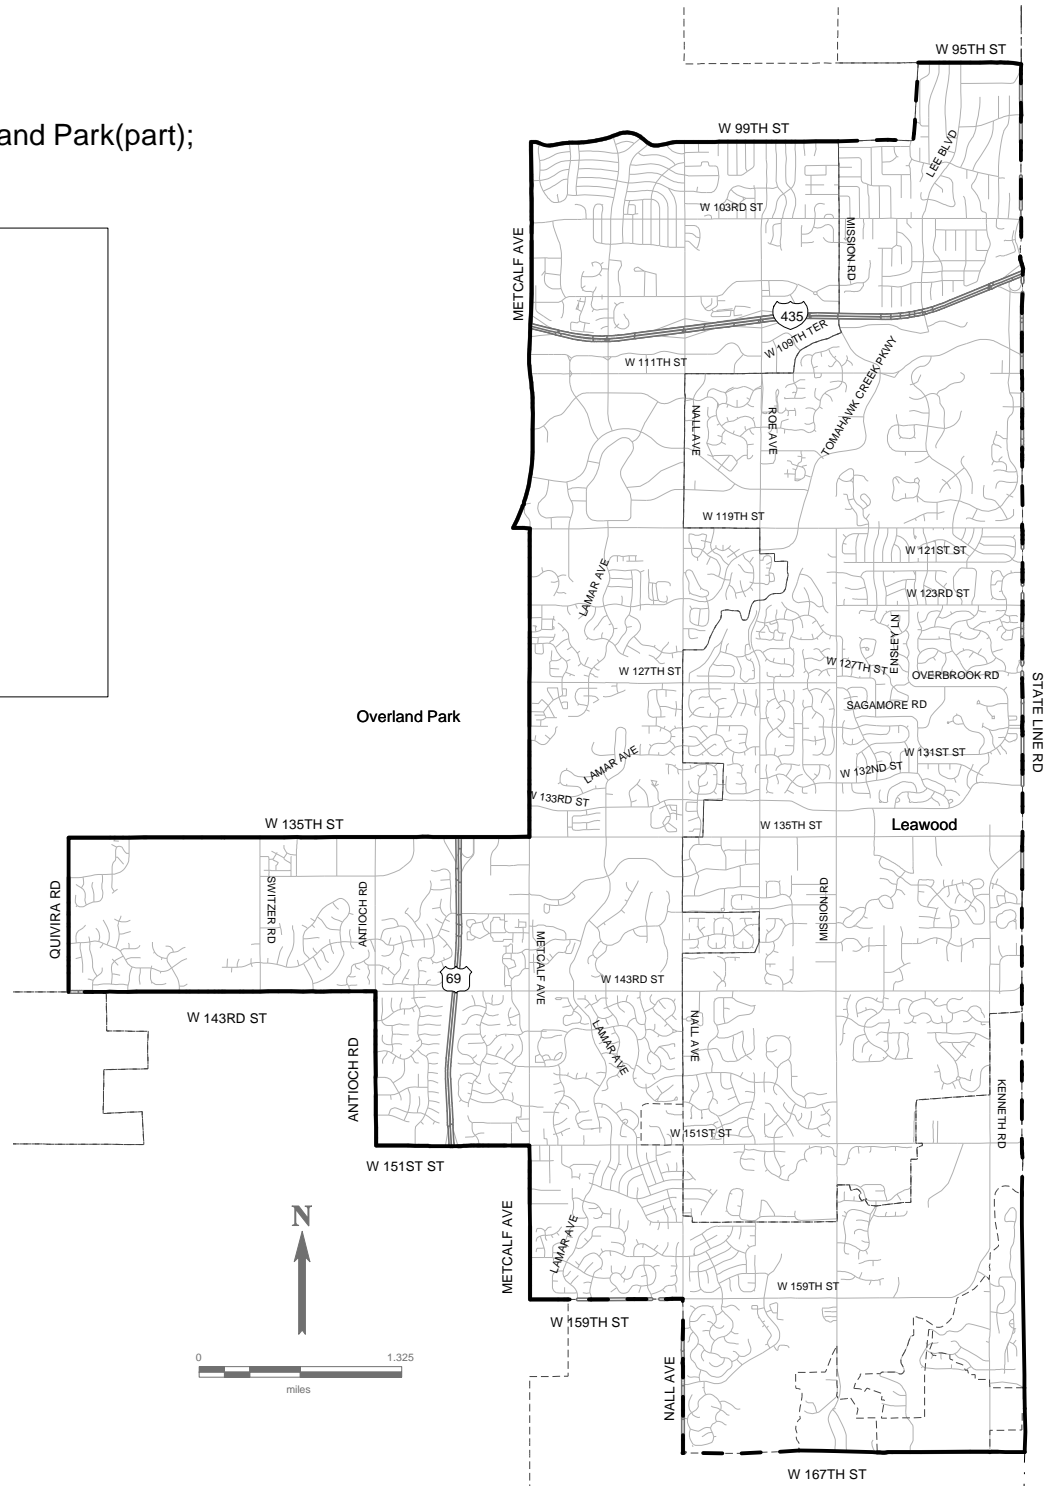 W 95TH ST
and Park(part);
W 99TH ST
LEE BLVD
W 103RD ST
MISSION RD
METCALF AVE
435
W 109TH TER
W 111TH ST
TOMAHAWK CREEK PKWY
NALL AVE
ROE AVE
W 119TH ST
W 121ST ST
LAMAR AVE
W 123RD ST
ENSLEY LN
W 127TH ST
W 127TH ST
OVERBROOK RD
STATE LINE RD
SAGAMORE RD
Overland Park
LAMAR AVE
W 131ST ST
W 132ND ST
W 133RD ST
W 135TH ST
W 135TH ST
Leawood
QUIVIRA RD
SWITZER RD
ANTIOCH RD
MISSION RD
METCALF AVE
69
W 143RD ST
W 143RD ST
ANTIOCH RD
LAMAR AVE
NALL AVE
KENNETH RD
W 151ST ST
W 151ST ST
N
METCALF AVE
LAMAR AVE
W 159TH ST
W 159TH ST
0
1.325
miles
NALL AVE
W 167TH ST